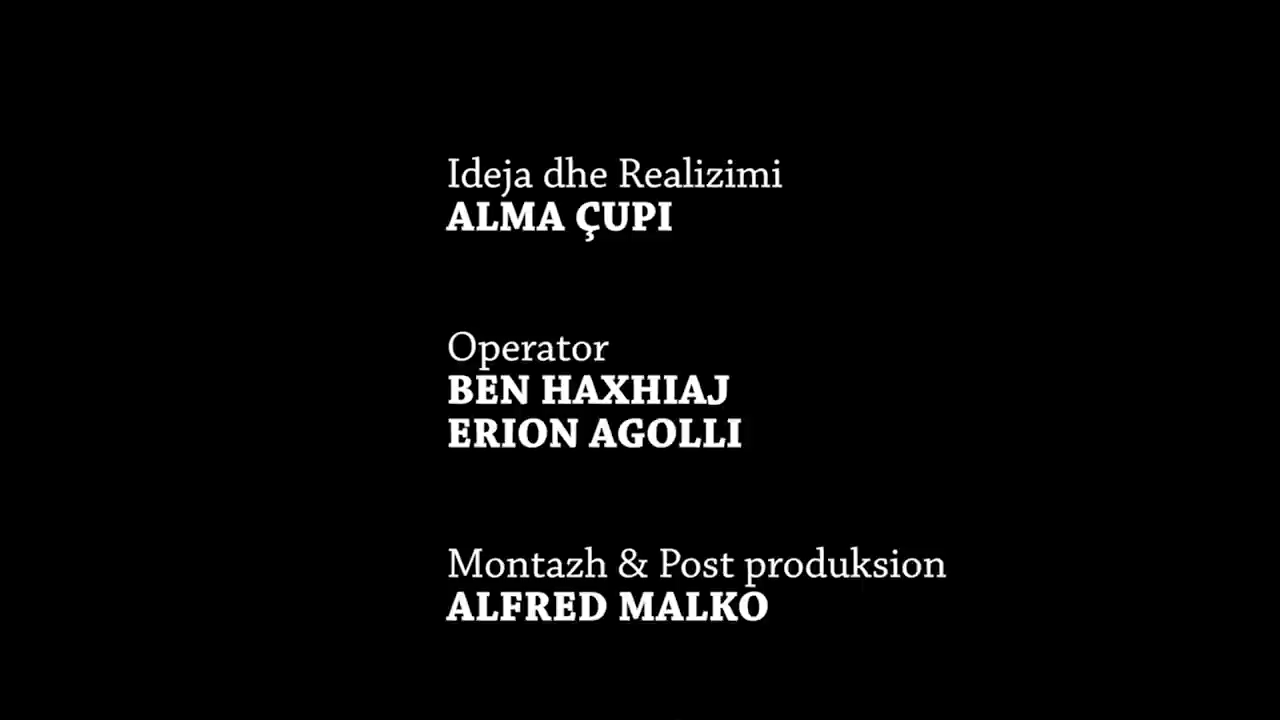 Ideja dhe Realizimi
ALMA ÇUPI
Operator
BEN HAXHIAJ
ERION AGOLLI
Montazh & Post produksion
ALFRED MALKO